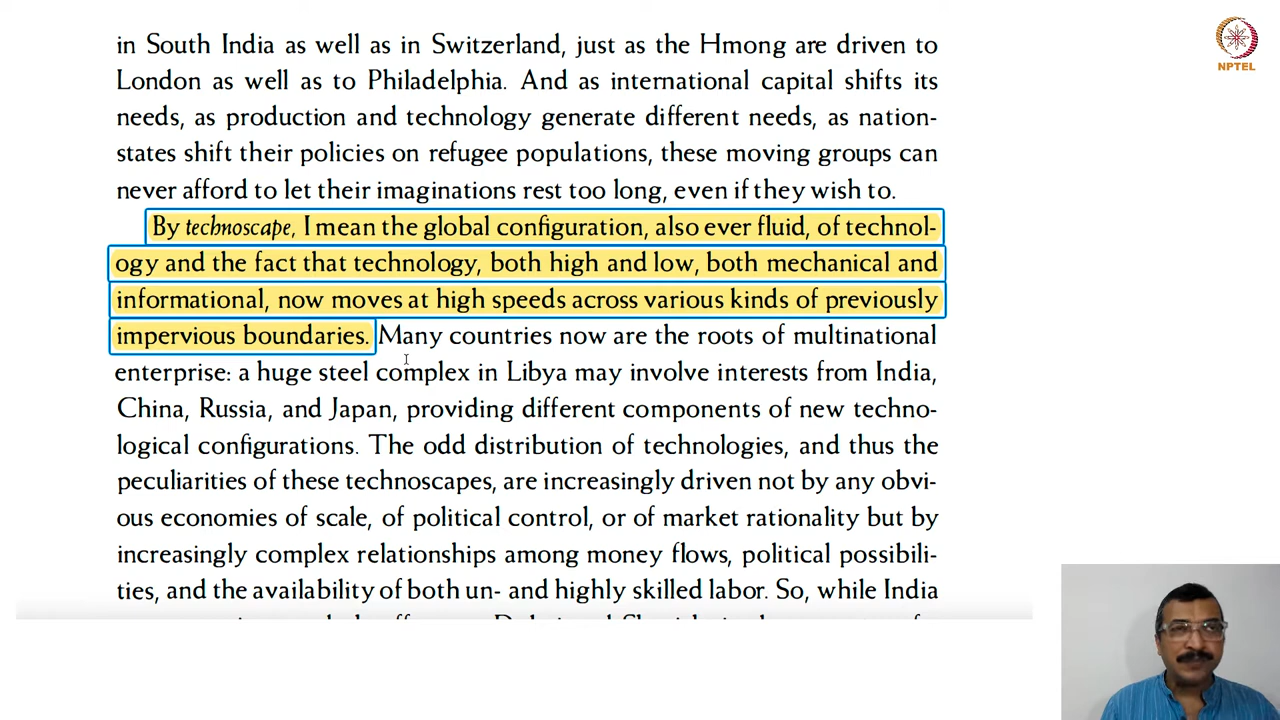 in South India as well as in Switzerland, just as the Hmong are driven to
London as well as to Philadelphia. And as international capital shifts its
needs, as production and technology generate different needs, as nation-
states shift their policies on refugee populations, these moving groups can
never afford to let their imaginations rest too long, even if they wish to.
By technoscape, I mean the global configuration, also ever fluid, of technol-
ogy and the fact that technology, both high and low, both mechanical and
informational, now moves at high speeds across various kinds of previously
impervious boundaries. Many countries now are the roots of multinational
enterprise: a huge steel complex in Libya may involve interests from India,
China, Russia, and Japan, providing different components of new techno-
logical configurations. The odd distribution of technologies, and thus the
peculiarities of these technoscapes, are increasingly driven not by any obvi-
ous economies of scale, of political control, or of market rationality but by
increasingly complex relationships among money flows, political possibili-
ties, and the availability of both un- and highly skilled labor. So, while India
NPTEL